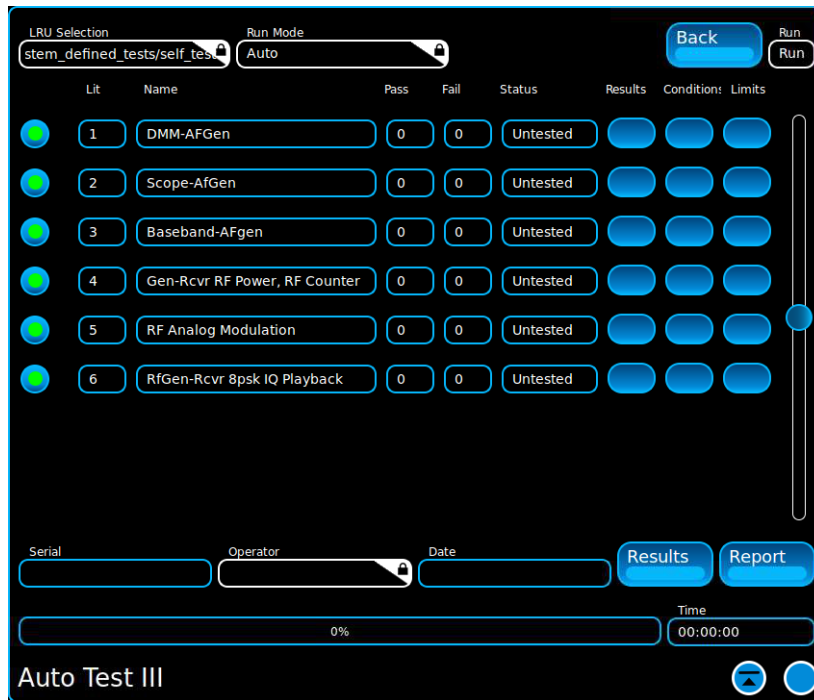 LRU Selection Run Mode Back Run
stem_defined_tests/self_test Auto Run
Lit Name Pass Fail Status Results Conditions Limits
1 DMM-AFGen 0 0 Untested
2 Scope-AfGen 0 0 Untested
3 Baseband-AFgen 0 0 Untested
4 Gen-Rcvr RF Power, RF Counter 0 0 Untested
5 RF Analog Modulation 0 0 Untested
6 RfGen-Rcvr 8psk IQ Playback 0 0 Untested
Serial Operator Date Results Report
Time
0% 00:00:00
Auto Test III